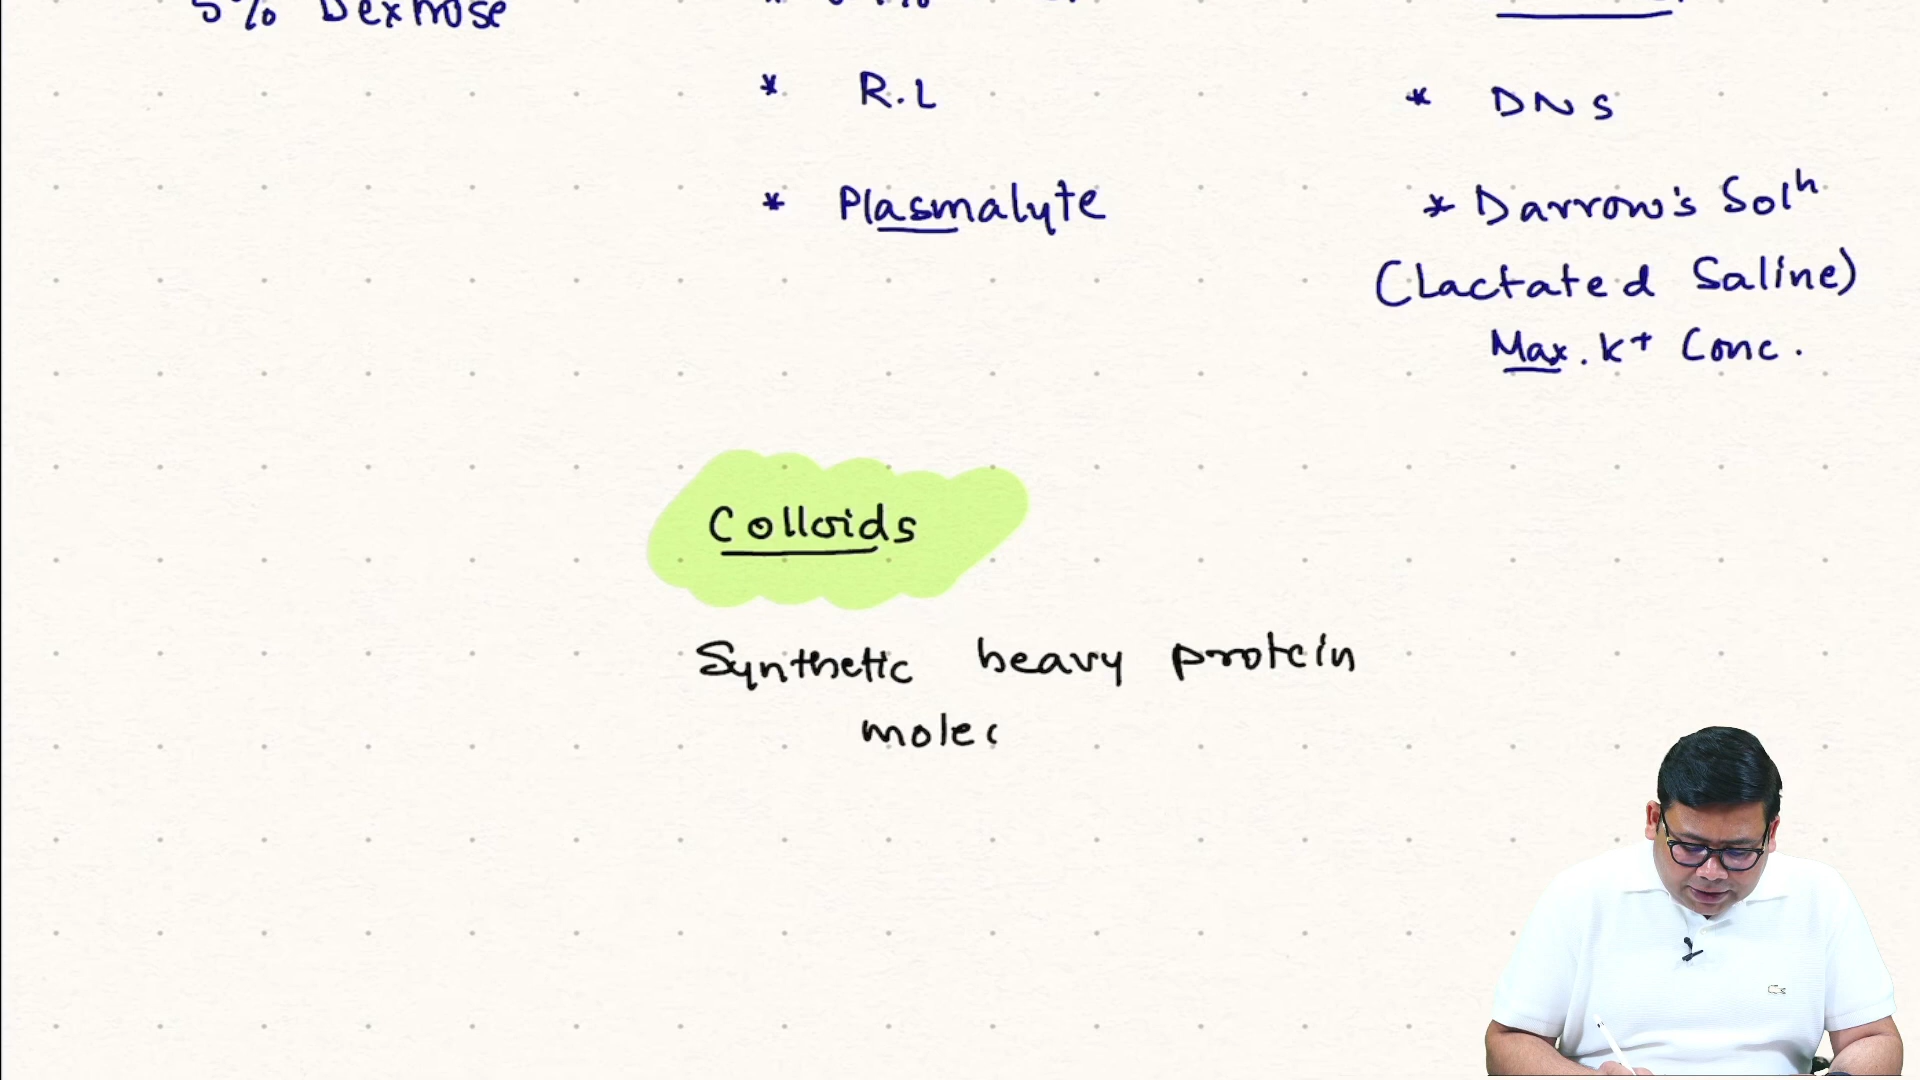 5% Dextrose
* R.L
* DNS
* Plasmalyte
* Darrow's Solⁿ
(Lactated Saline)
Max. K+ Conc.
Colloids
Synthetic heavy protein
molec